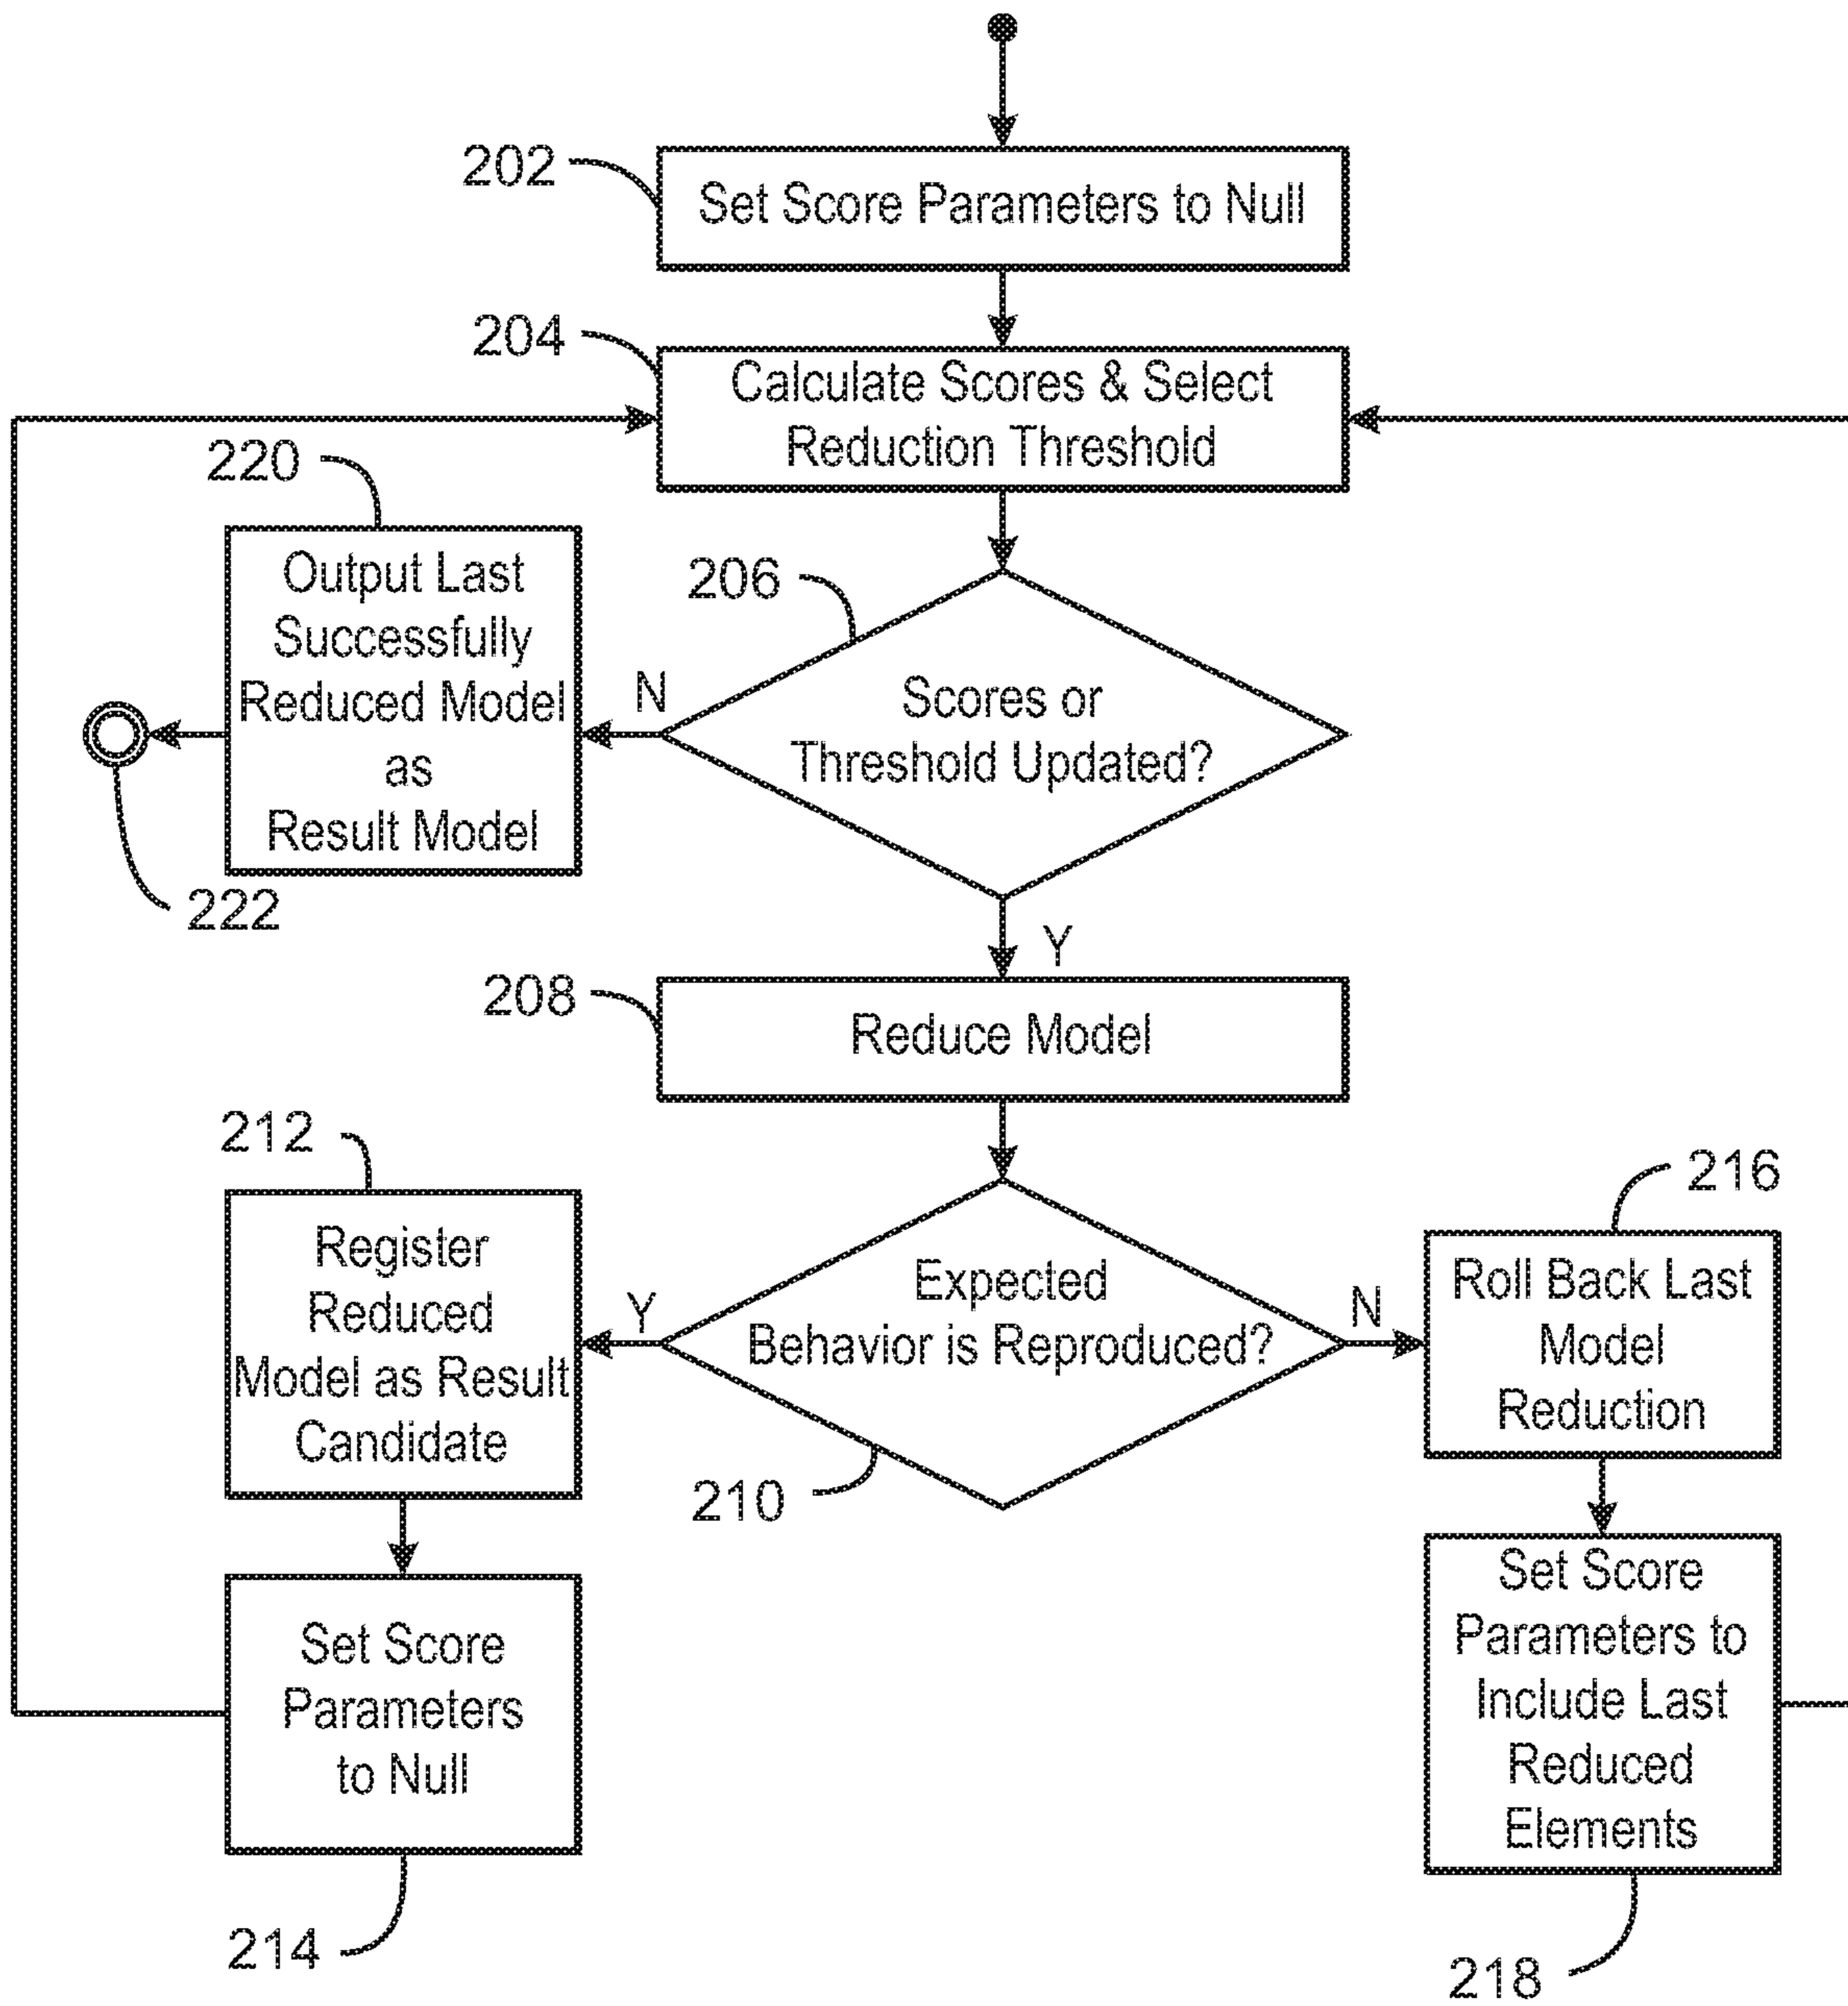 202
Set Score Parameters to Null
204
Calculate Scores & Select
Reduction Threshold
220
Output Last
Successfully
Reduced Model
as
Result Model
222
206
N
Scores or
Threshold Updated?
Y
208
Reduce Model
212
Register
Reduced
Model as Result
Candidate
Y
Expected
Behavior is Reproduced?
N
210
216
Roll Back Last
Model
Reduction
Set Score
Parameters
to Null
214
Set Score
Parameters to
Include Last
Reduced
Elements
218